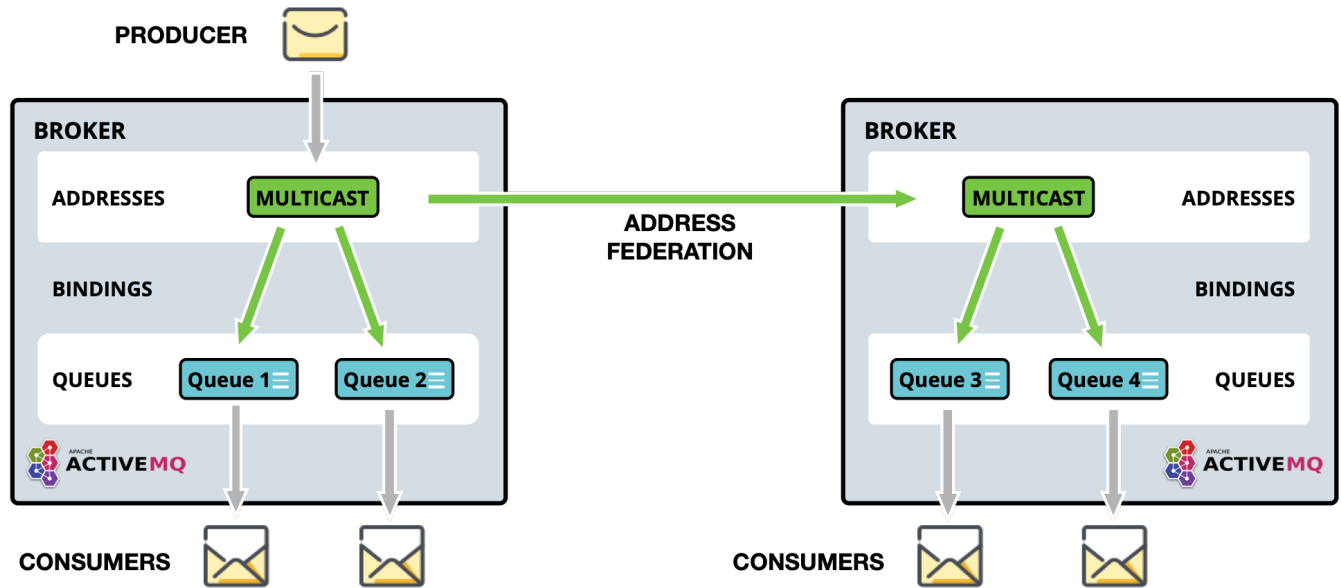 PRODUCER
BROKER
ADDRESSES
MULTICAST
BINDINGS
QUEUES
Queue 1
Queue 2
APACHE
ACTIVEMQ
CONSUMERS
ADDRESS
FEDERATION
BROKER
MULTICAST
ADDRESSES
BINDINGS
Queue 3
Queue 4
QUEUES
APACHE
ACTIVEMQ
CONSUMERS